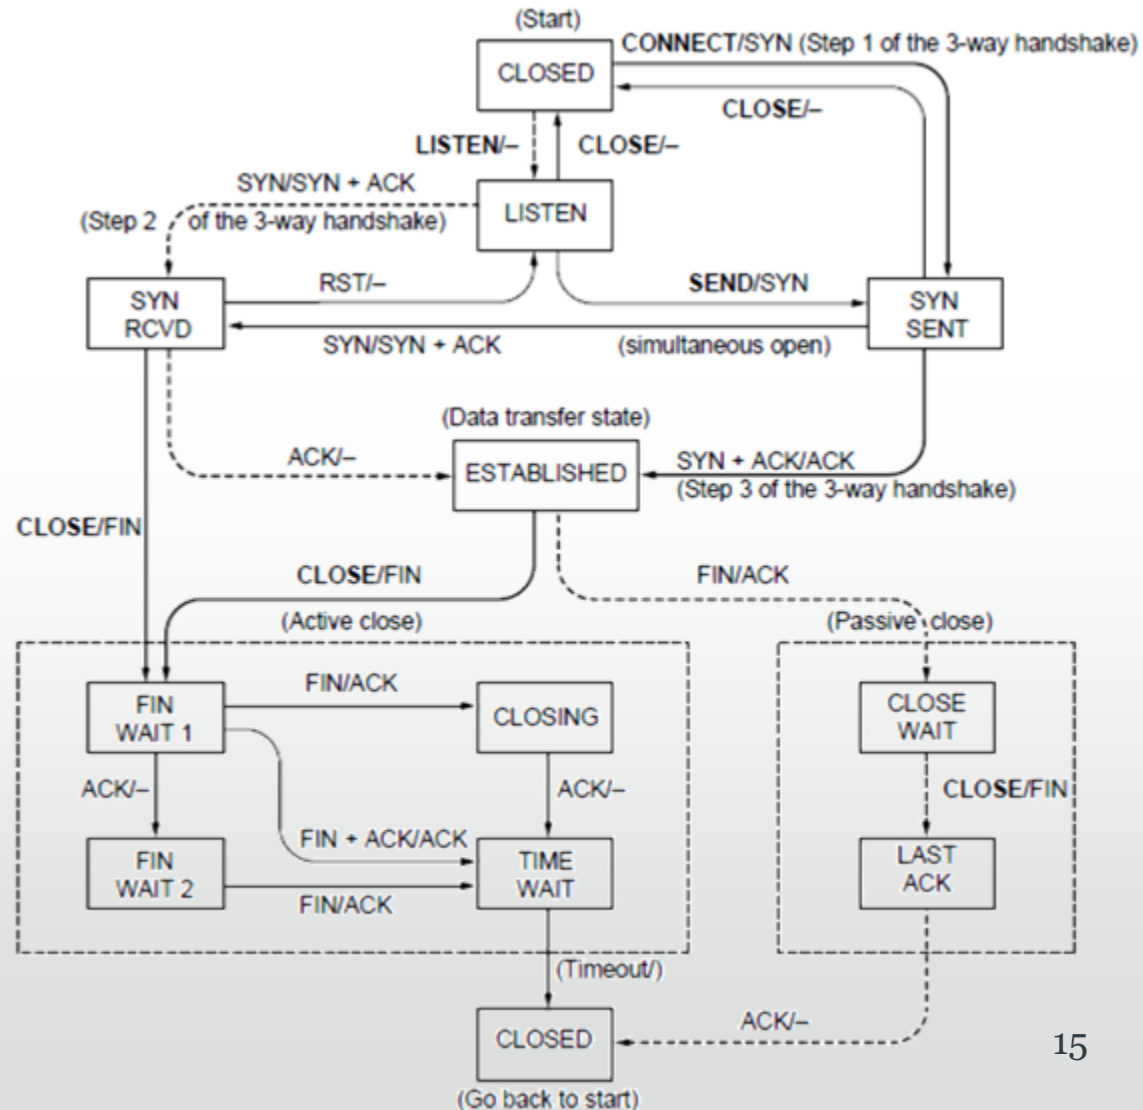 (Start)
CONNECT/SYN (Step 1 of the 3-way handshake)
CLOSED
CLOSE/–
LISTEN/–
CLOSE/–
SYN/SYN + ACK
(Step 2 of the 3-way handshake)
LISTEN
RST/–
SEND/SYN
SYN
RCVD
SYN
SENT
SYN/SYN + ACK
(simultaneous open)
(Data transfer state)
ACK/–
ESTABLISHED
SYN + ACK/ACK
(Step 3 of the 3-way handshake)
CLOSE/FIN
CLOSE/FIN
FIN/ACK
(Active close)
(Passive close)
FIN/ACK
FIN
WAIT 1
CLOSING
CLOSE
WAIT
ACK/–
ACK/–
CLOSE/FIN
FIN + ACK/ACK
FIN
WAIT 2
TIME
WAIT
LAST
ACK
FIN/ACK
(Timeout/)
ACK/–
CLOSED
15
(Go back to start)